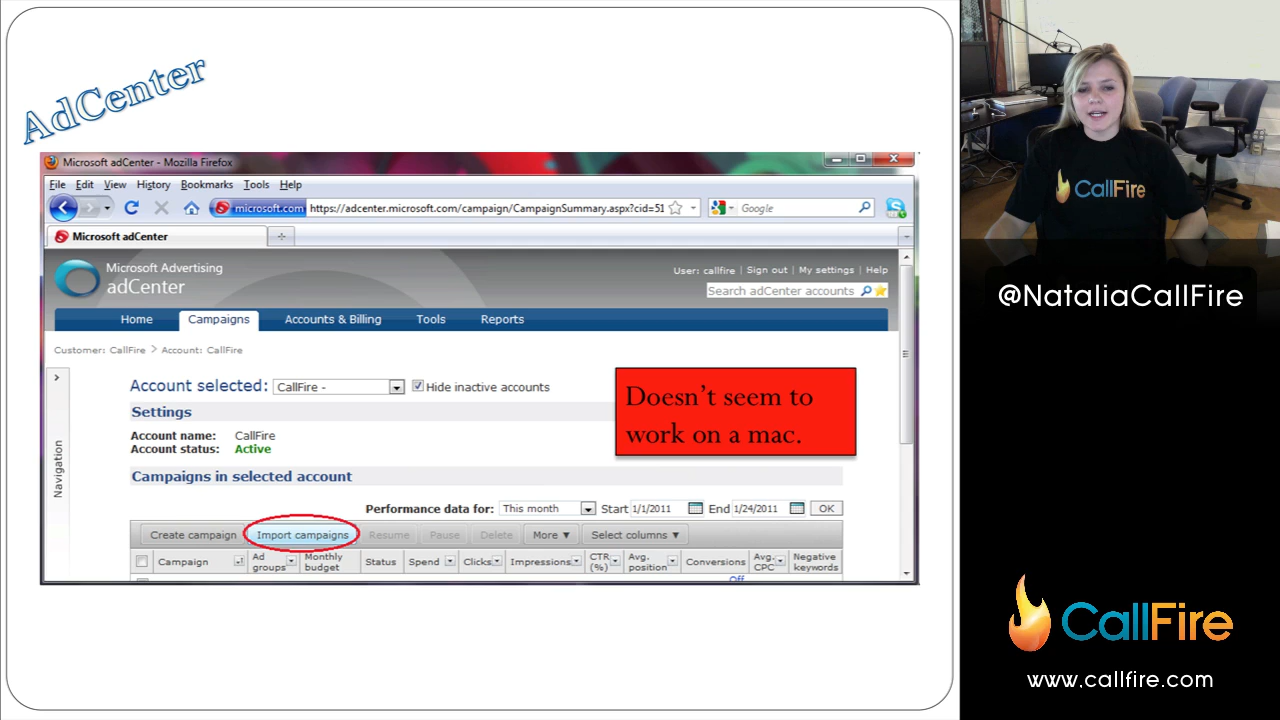 AdCenter
Microsoft adCenter - Mozilla Firefox
File Edit View History Bookmarks Tools Help
microsoft.com https://adcenter.microsoft.com/campaign/CampaignSummary.aspx?cid=51 Google
Microsoft adCenter
Microsoft Advertising
adCenter
User: callfire | Sign out | My settings | Help
Search adCenter accounts
Home Campaigns Accounts & Billing Tools Reports
Customer: CallFire > Account: CallFire
Account selected: CallFire - Hide inactive accounts
Settings
Account name: CallFire
Account status: Active
Navigation
Doesn't seem to
work on a mac.
Campaigns in selected account
Performance data for: This month Start 1/1/2011 End 1/24/2011 OK
Create campaign Import campaigns Resume Pause Delete More ▼ Select columns ▼
Campaign Ad groups Monthly budget Status Spend Clicks Impressions CTR (%) Avg. position Conversions Avg. CPC Negative keywords
Off
CallFire
@NataliaCallFire
CallFire
www.callfire.com